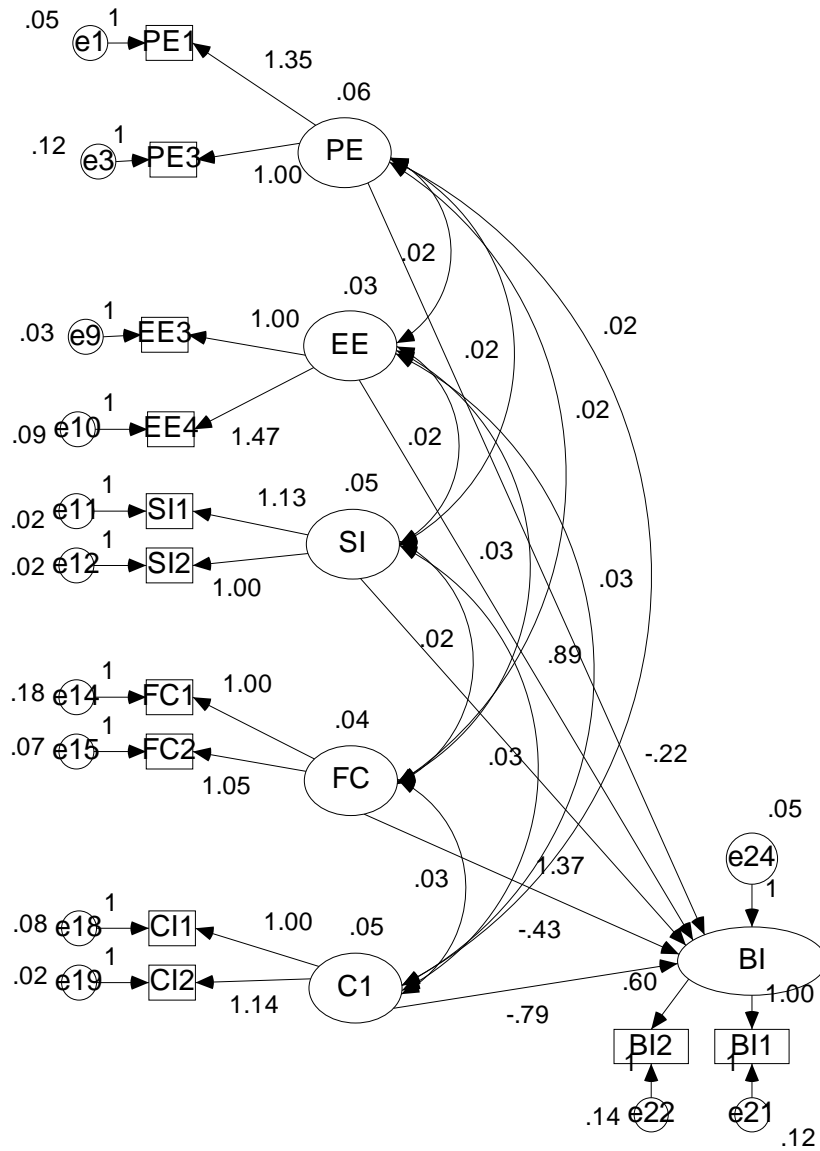 .05
1
e1
PE1
1.35
.06
PE
.12
1
e3
PE3
1.00
.02
.03
.03
1
e9
EE3
1.00
EE
.02
.02
.02
.09
1
e10
EE4
1.47
.02
.05
.02
1
e11
SI1
1.13
SI
.02
1
e12
SI2
1.00
.03
.03
.02
.89
.18
1
e14
FC1
1.00
.04
.07
1
e15
FC2
1.05
FC
.03
-.22
.05
e24
1
.03
1.37
-.43
.08
1
e18
CI1
1.00
.05
.02
1
e19
CI2
1.14
C1
-.79
.60
BI
1.00
BI2
BI1
1
1
.14
e22
e21
.12